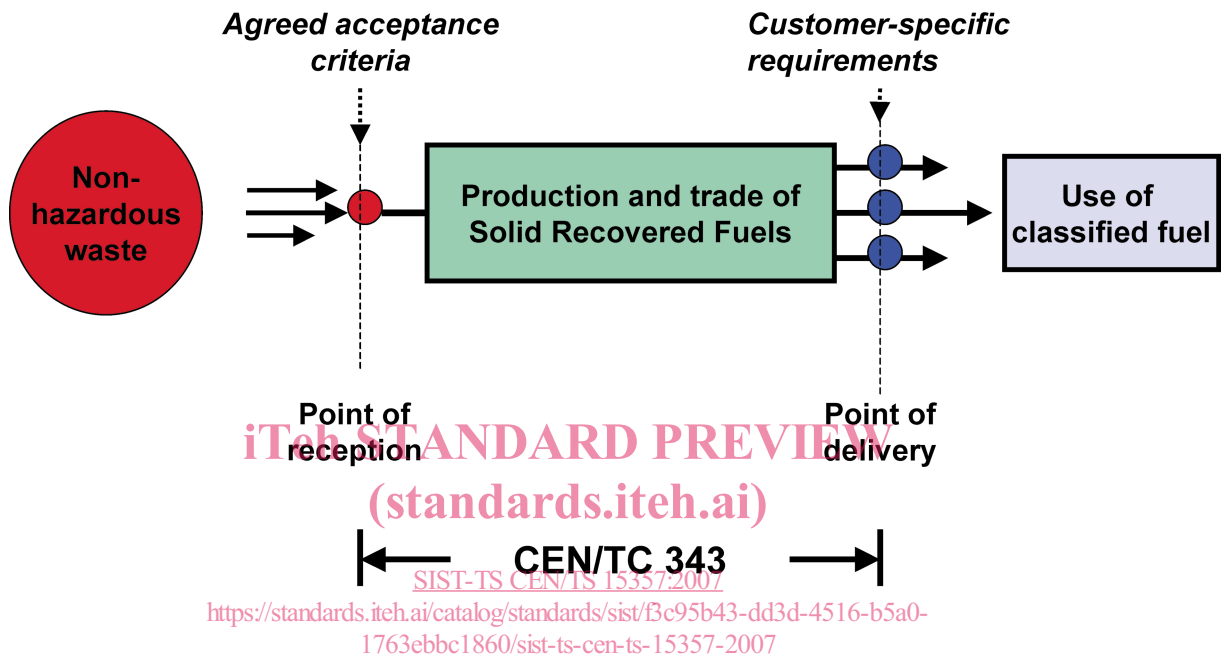 Agreed acceptance
criteria
Customer-specific
requirements
Non-
hazardous
waste
Production and trade of
Solid Recovered Fuels
Use of
classified fuel
Point of
reception
Point of
delivery
iTeh STANDARD PREVIEW
(standards.iteh.ai)
CEN/TC 343
SIST-TS CEN/TS 15357:2007
https://standards.iteh.ai/catalog/standards/sist/f3c95b43-dd3d-4516-b5a0-
1763ebbc1860/sist-ts-cen-ts-15357-2007